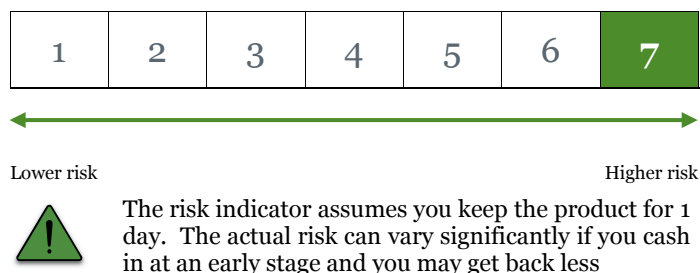 1 2 3 4 5 6 7
Lower risk Higher risk
The risk indicator assumes you keep the product for 1
day. The actual risk can vary significantly if you cash
in at an early stage and you may get back less